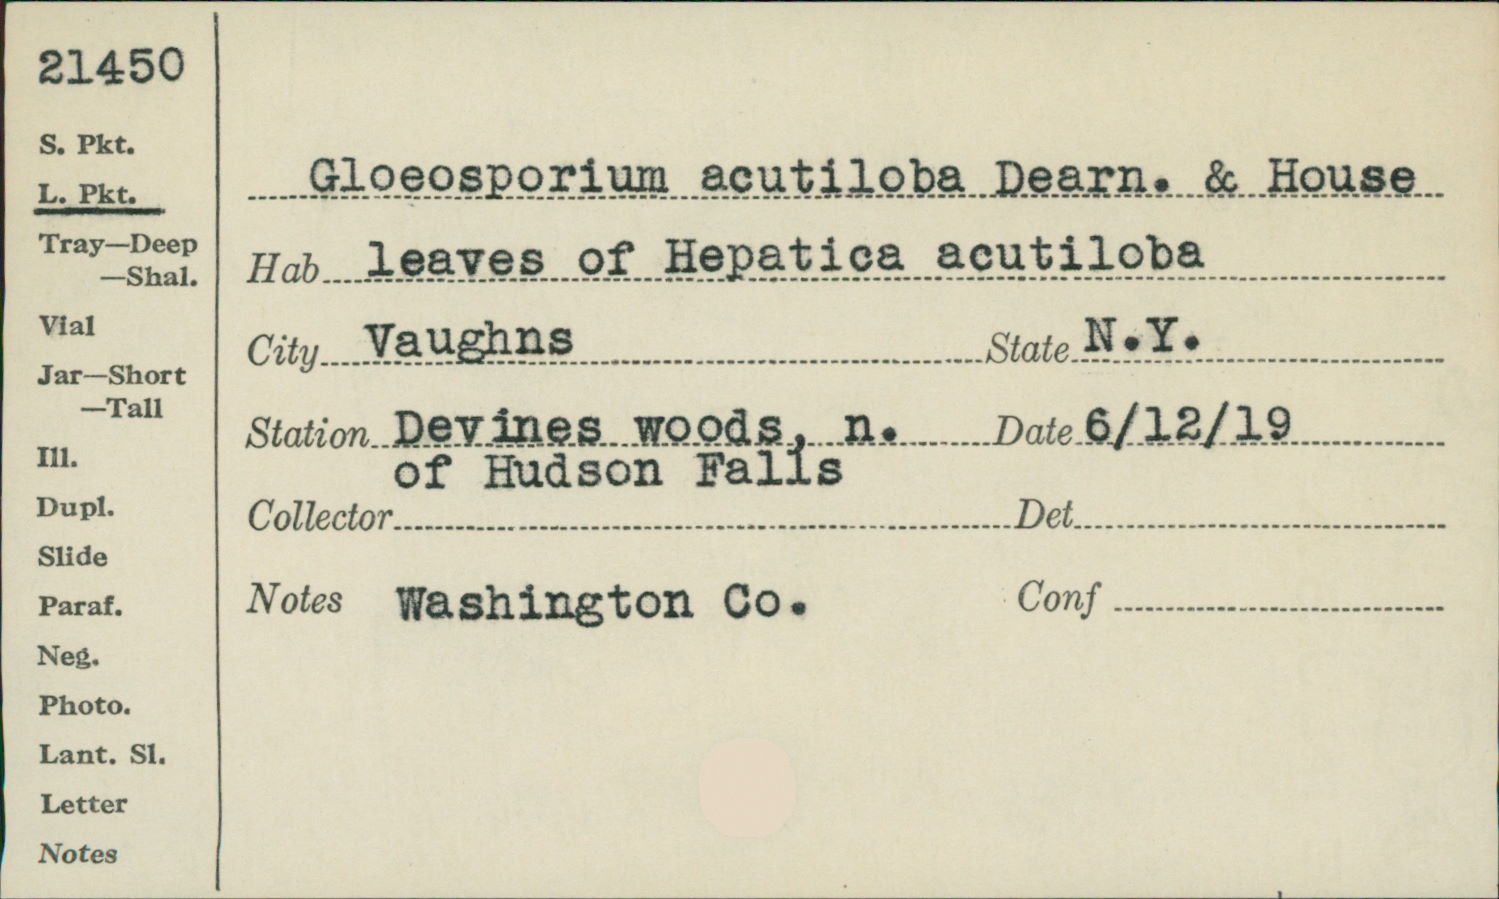 21450
S. Pkt.
L. Pkt.
Tray—Deep
—Shal.
Vial
Jar—Short
—Tall
Ill.
Dupl.
Slide
Paraf.
Neg.
Photo.
Lant. Sl.
Letter
Notes
Gloeosporium acutiloba Dearn. & House
Hab leaves of Hepatica acutiloba
City Vaughns State N.Y.
Station Devines woods, n. Date 6/12/19
of Hudson Falls
Collector Det
Notes Washington Co. Conf